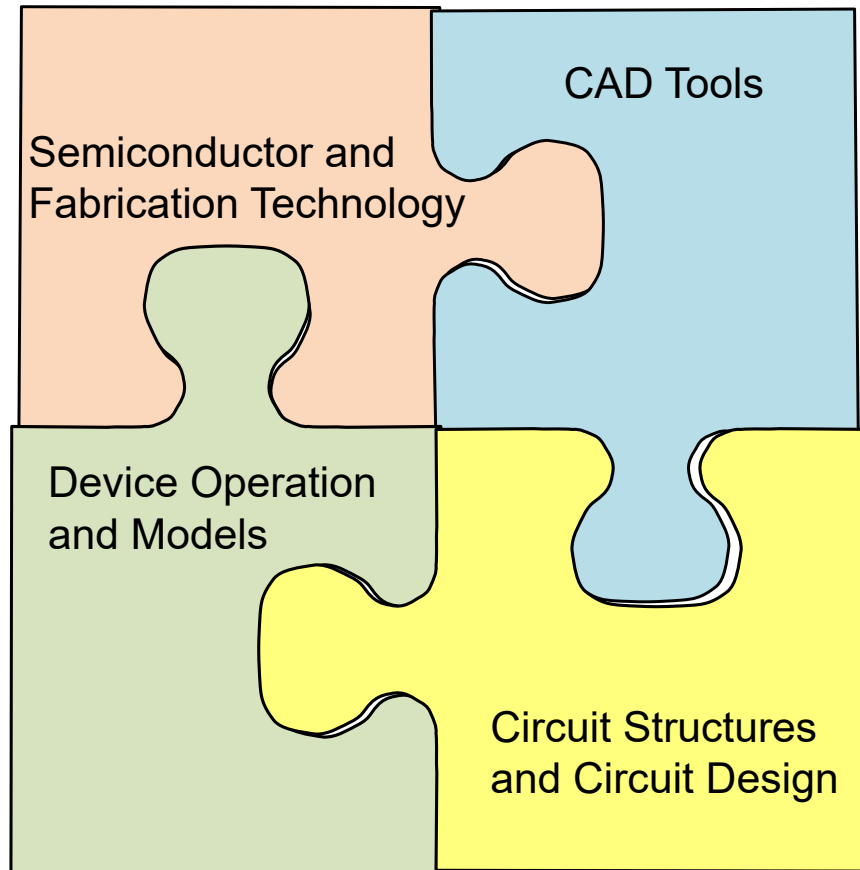 CAD Tools
Semiconductor and
Fabrication Technology
Device Operation
and Models
Circuit Structures
and Circuit Design